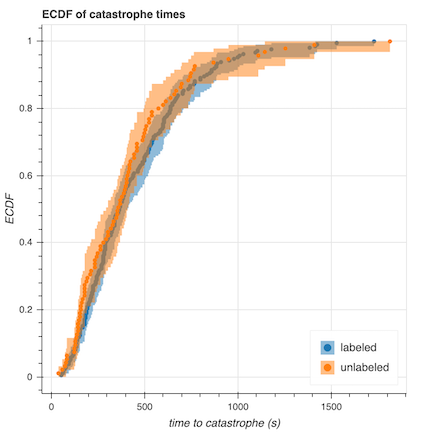 ECDF of catastrophe times
1
0.8
0.6
0.4
0.2
0
ECDF
0 500 1000 1500
time to catastrophe (s)
labeled
unlabeled